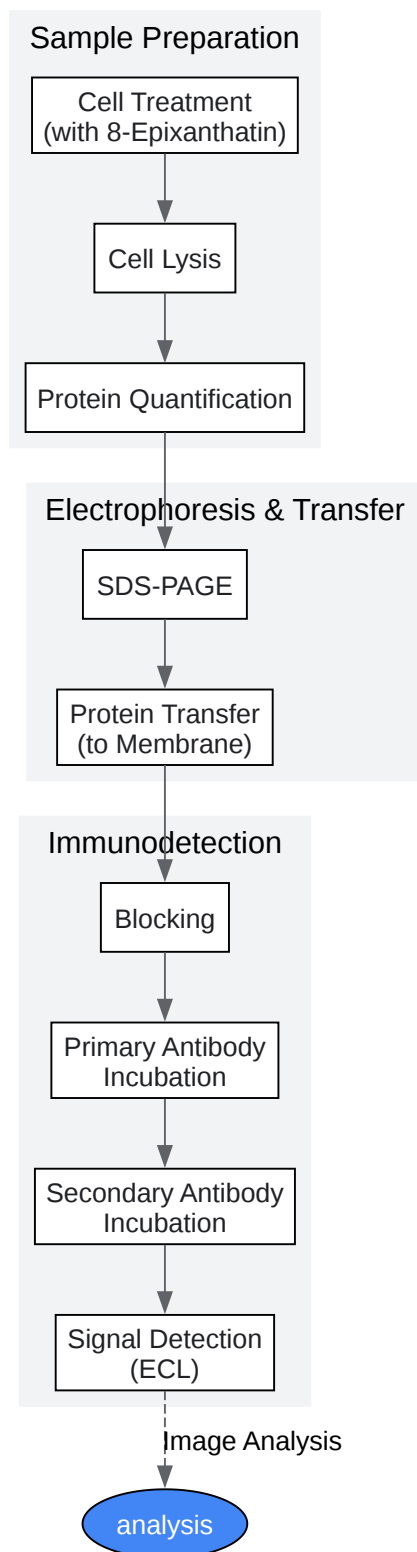 Sample Preparation
Cell Treatment
(with 8-Epixanthatin)
Cell Lysis
Protein Quantification
Electrophoresis & Transfer
SDS-PAGE
Protein Transfer
(to Membrane)
Immunodetection
Blocking
Primary Antibody
Incubation
Secondary Antibody
Incubation
Signal Detection
(ECL)
Image Analysis
analysis